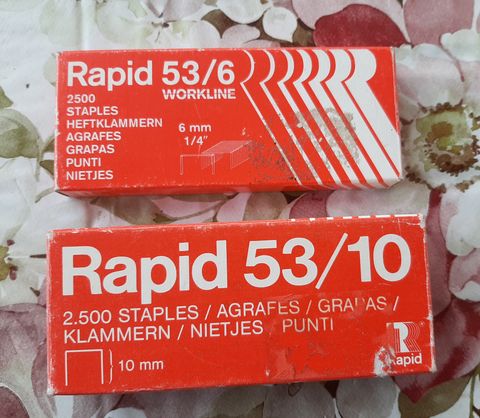 Rapid 53/6
WORKLINE
2500
STAPLES
HEFTKLAMMERN
AGRAFES
GRAPAS
PUNTI
NIETJES
6 mm
1/4"
Rapid 53/10
2.500 STAPLES / AGRAFES / GRAPAS /
KLAMMERN / NIETJES PUNTI
10 mm
Rapid